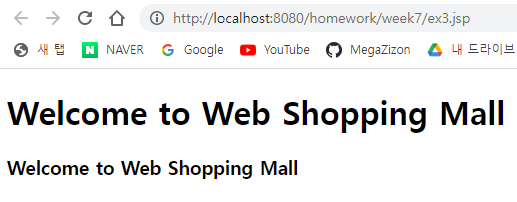 http://localhost:8080/homework/week7/ex3.jsp
새 탭 NAVER Google YouTube MegaZizon 내 드라이브
Welcome to Web Shopping Mall
Welcome to Web Shopping Mall